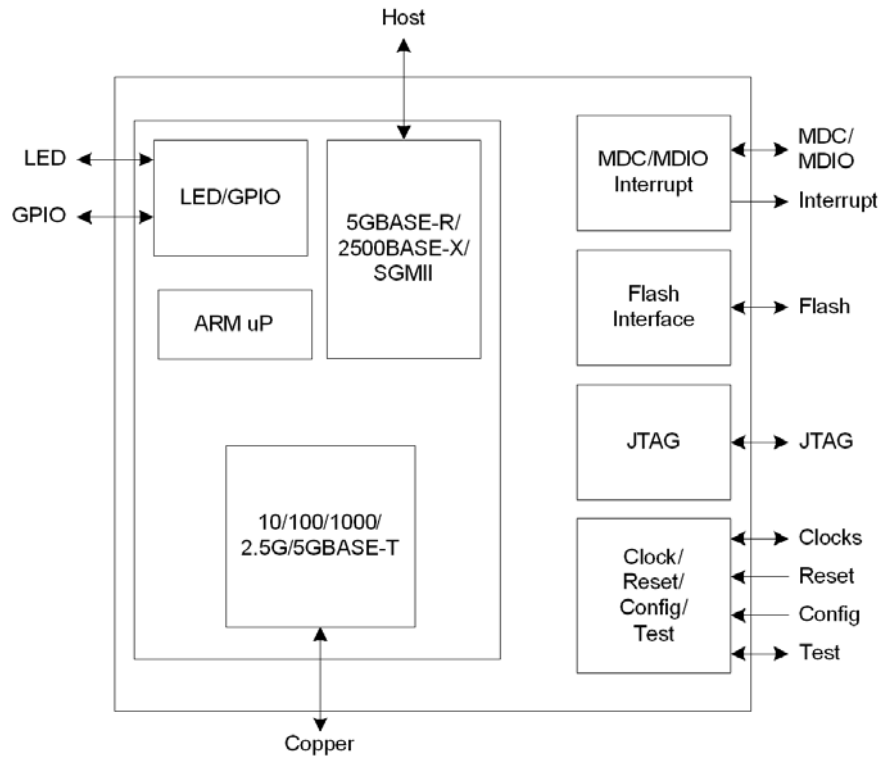 Host
LED
GPIO
LED/GPIO
5GBASE-R/
2500BASE-X/
SGMII
ARM uP
10/100/1000/
2.5G/5GBASE-T
Copper
MDC/MDIO
Interrupt
MDC/
MDIO
Interrupt
Flash
Interface
Flash
JTAG
JTAG
Clock/
Reset/
Config/
Test
Clocks
Reset
Config
Test